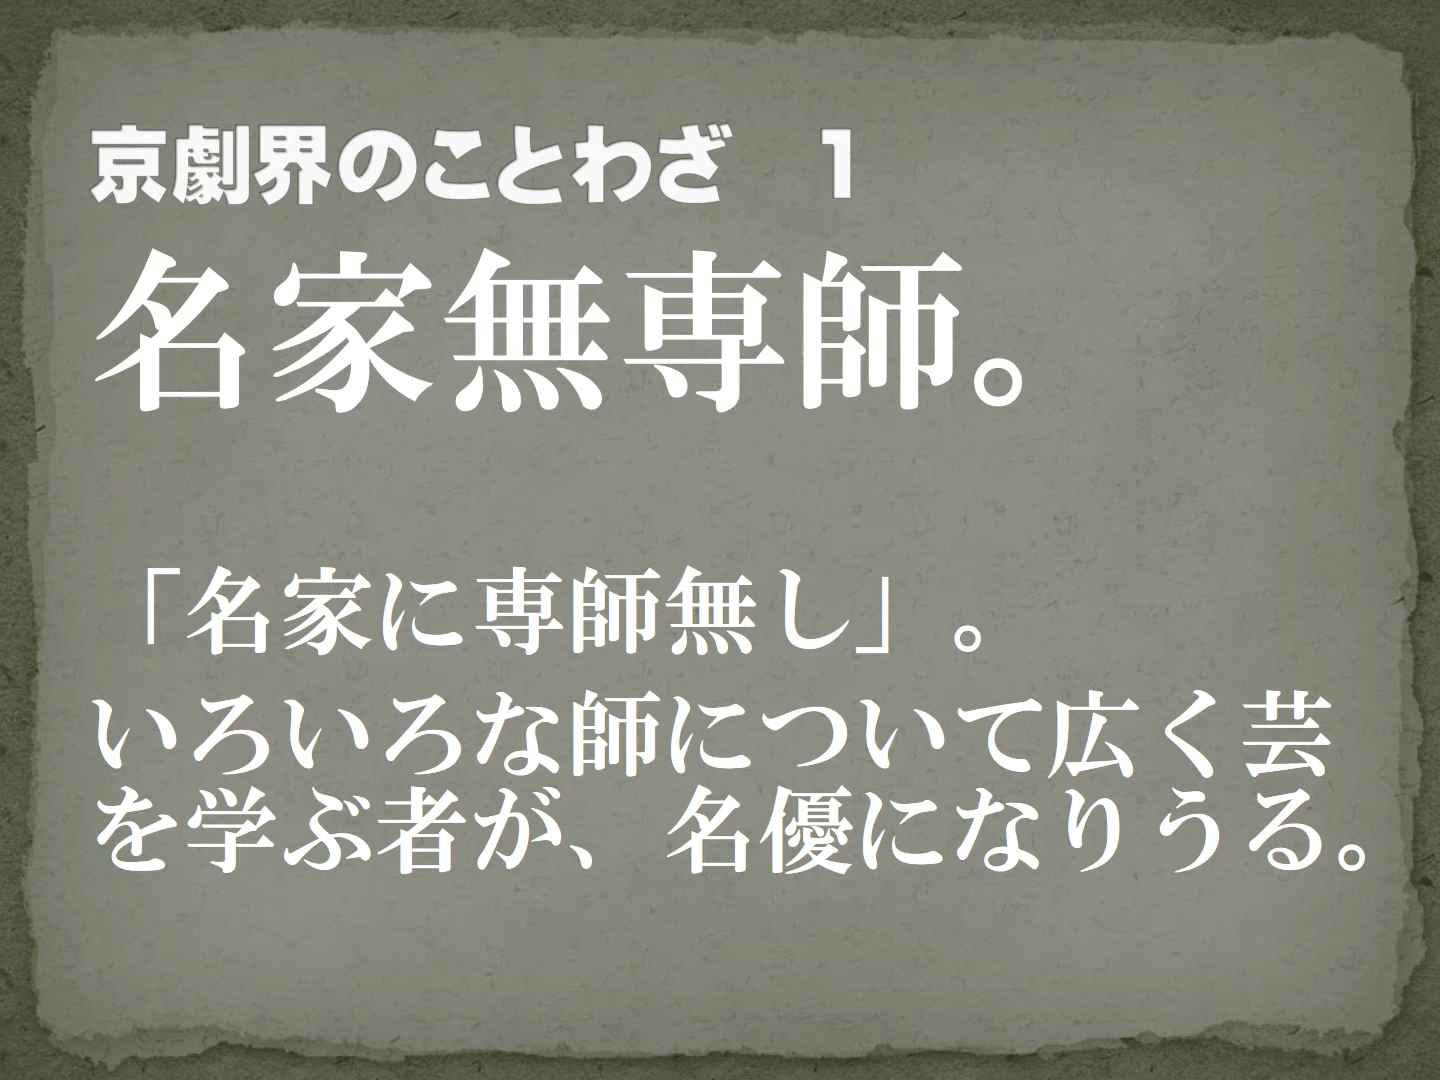 京劇界のことわざ　1
名家無専師。
「名家に専師無し」。
いろいろな師について広く芸
を学ぶ者が、名優になりうる。